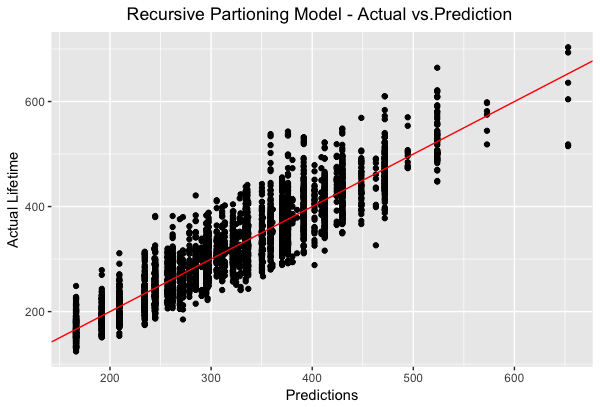 Recursive Partioning Model - Actual vs.Prediction
Actual Lifetime
600
400
200
200 300 400 500 600
Predictions